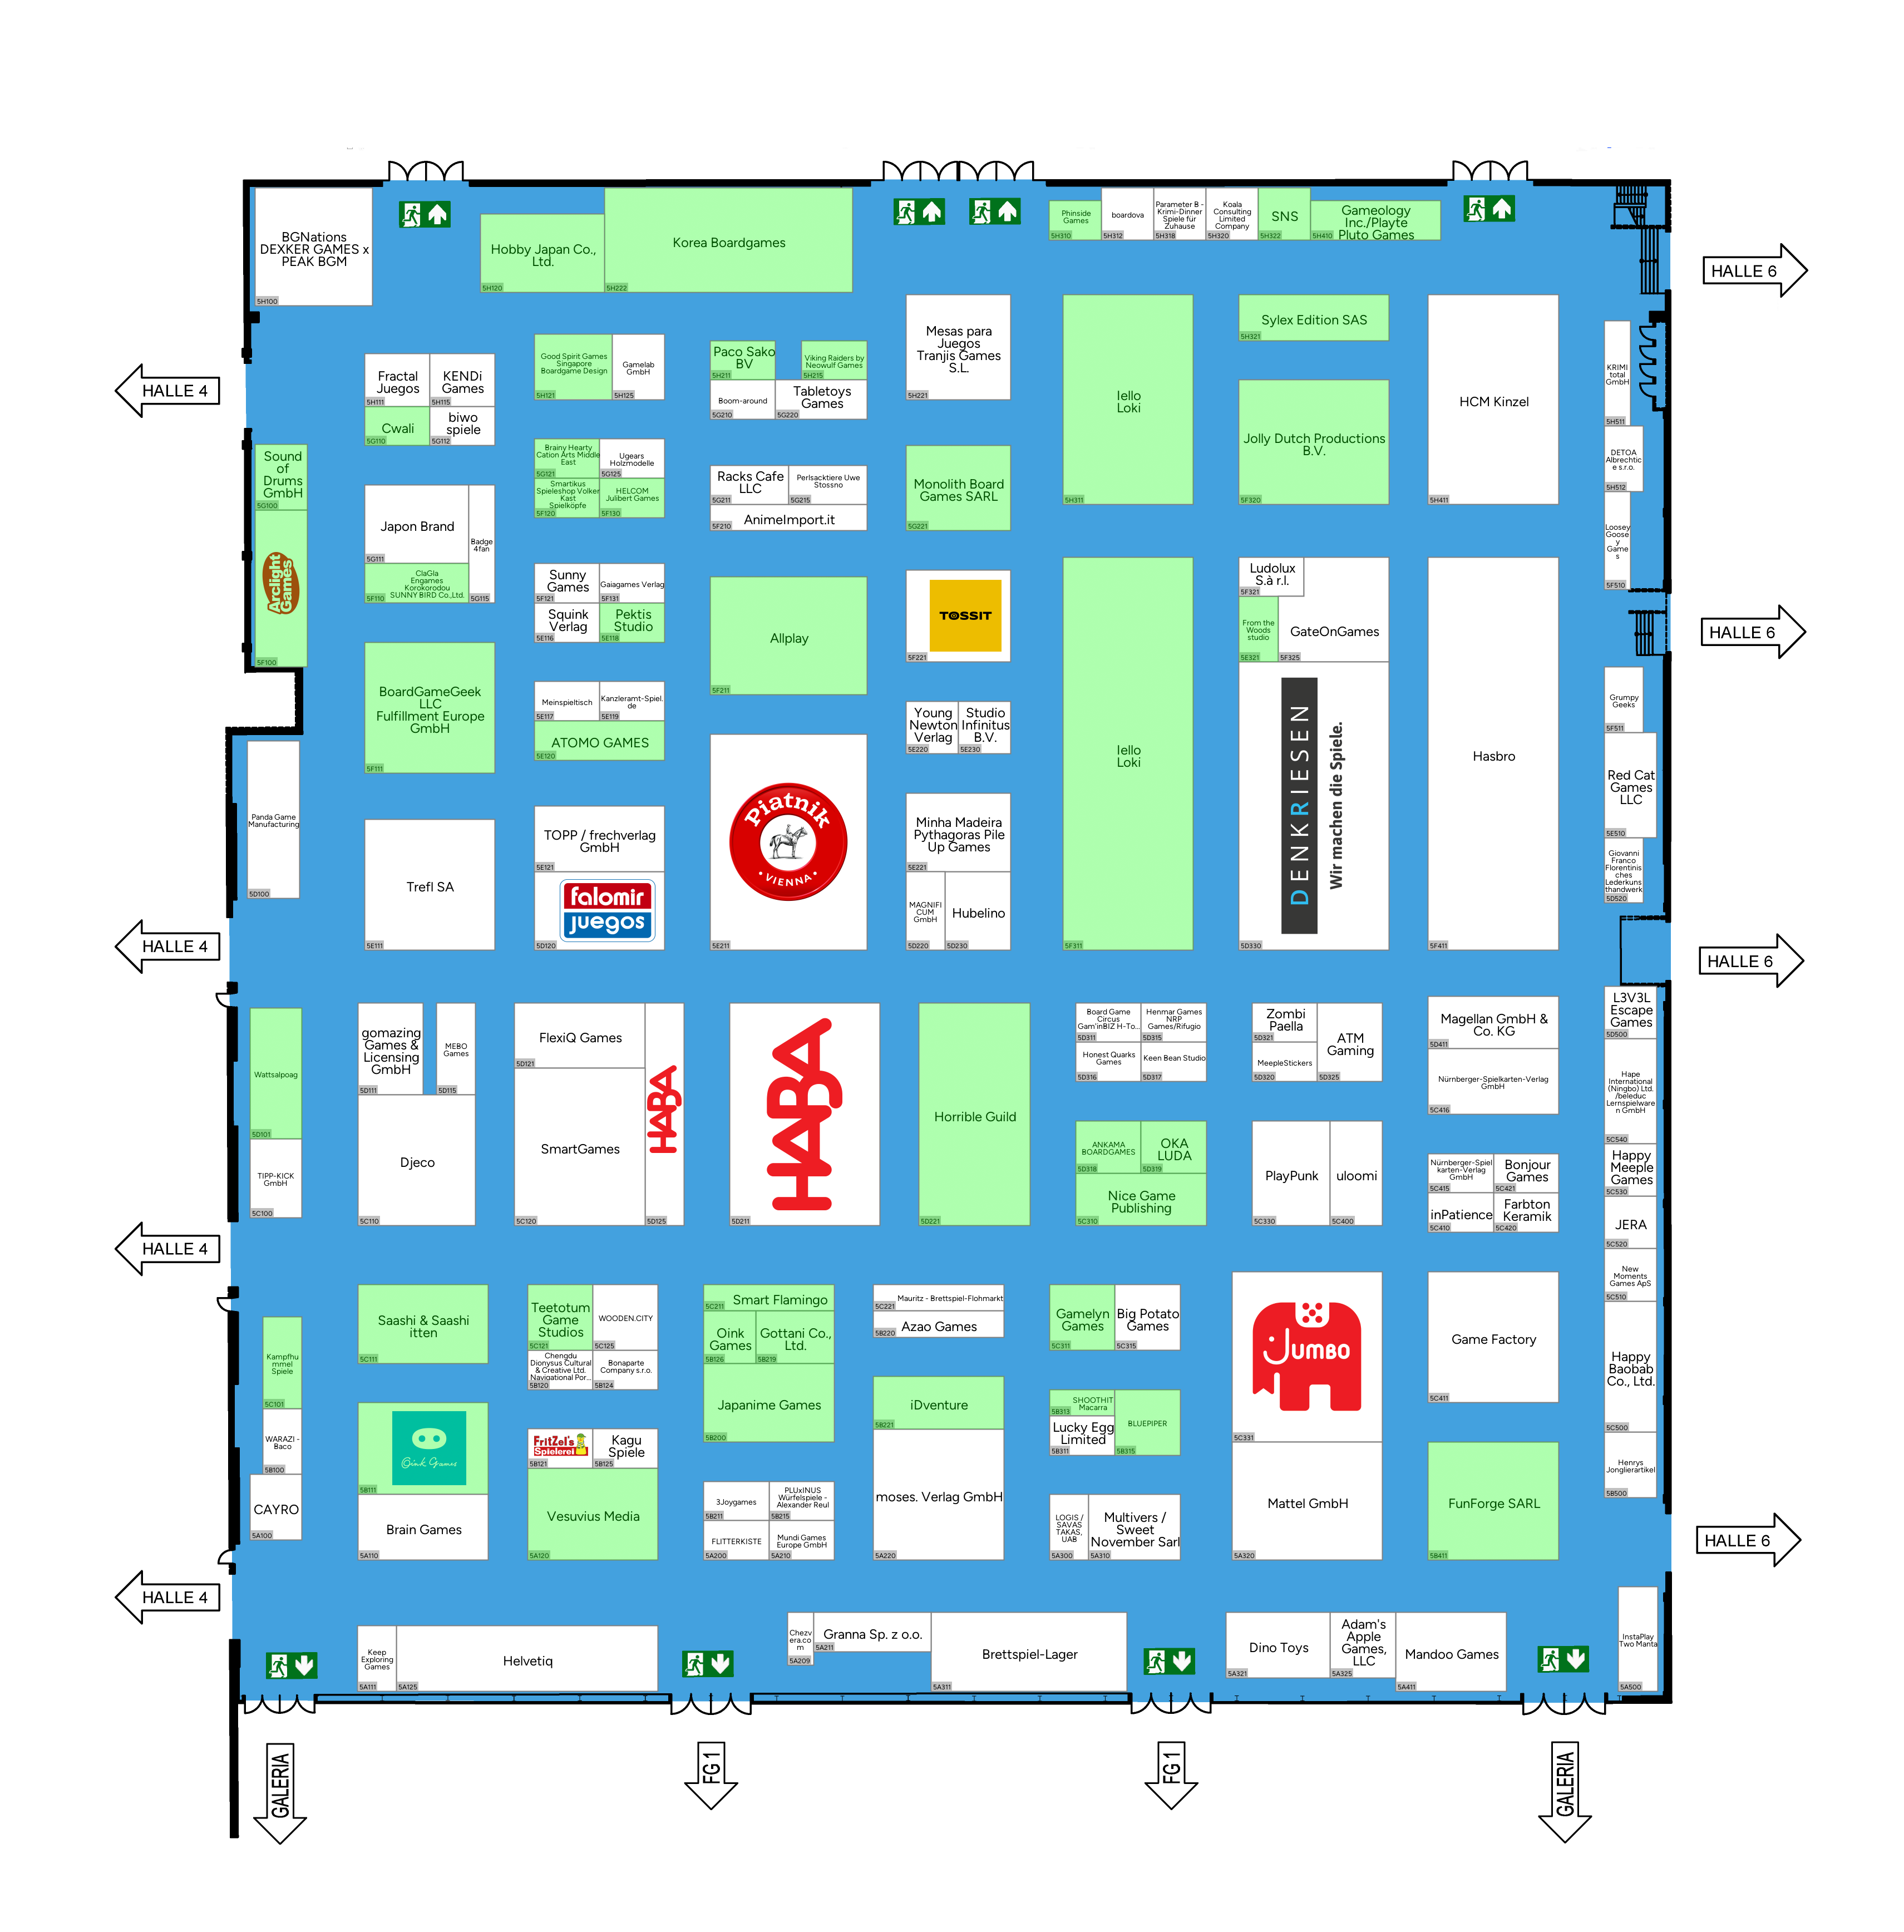 BGNations
DEXKER GAMES x
PEAK BGM
5H100
Hobby Japan Co.,
Ltd.
5H120
Korea Boardgames
5H222
Phinside
Games
5H310
boardova
5H312
Parameter B -
Krimi-Dinner
Spiele für
Zuhause
5H318
Koala
Consulting
Limited
Company
5H320
SNS
5H322
Gameology
Inc./Playte
Pluto Games
5H410
HALLE 6
HALLE 4
Fractal
Juegos
5H111
KENDi
Games
5H115
Cwali
5G110
biwo
spiele
5G112
Good Spirit Games
Singapore
Boardgame Design
5H121
Gamelab
GmbH
5H125
Paco Sako
BV
5H211
Viking Raiders by
Neowulf Games
5H215
Boom-around
5G210
Tabletoys
Games
5G220
Mesas para
Juegos
Tranjis Games
S.L.
5H221
Iello
Loki
5H311
Sylex Edition SAS
5H321
Jolly Dutch Productions
B.V.
5F320
HCM Kinzel
5H411
KRIMI
total
GmbH
5H511
DETOA
Albrechtic
e s.r.o.
5H512
Loosey
Goose
y
Game
s
5F510
Sound
of
Drums
GmbH
5G100
Arclight
Games
5F100
Japon Brand
5G111
Badge
4fan
5G115
ClaGla
Engames
Korokorodou
SUNNY BIRD Co.,Ltd.
5F110
Brainy Hearty
Cation Arts Middle
East
5G121
Ugears
Holzmodelle
5G125
Smartikus
Spieleshop Volker
Kast
Spielköpfe
5F120
HELCOM
Julibert Games
5F130
Racks Cafe
LLC
5G211
Perlsacktiere Uwe
Stossno
5G215
AnimeImport.it
5F210
Monolith Board
Games SARL
5G221
Sunny
Games
5F121
Gaiagames Verlag
5F131
Squink
Verlag
5E116
Pektis
Studio
5E118
Allplay
5F211
TOSSIT
5F221
Iello
Loki
5F311
Ludolux
S.à r.l.
5F321
From the
Woods
studio
5E321
GateOnGames
5F325
HALLE 6
BoardGameGeek
LLC
Fulfillment Europe
GmbH
5F111
Meinspieltisch
5E117
Kanzleramt-Spiel.
de
5E119
ATOMO GAMES
5E120
Young
Newton
Verlag
5E220
Studio
Infinitus
B.V.
5E230
DENKRIESEN
Wir machen die Spiele.
5D330
Hasbro
5F411
Grumpy
Geeks
5F511
Red Cat
Games
LLC
5E510
Giovanni
Franco
Florentinis
ches
Lederkuns
thandwerk
5D520
Panda Game
Manufacturing
5D100
Trefl SA
5E111
TOPP / frechverlag
GmbH
5E121
falomir
juegos
5D120
Piatnik
VIENNA
5E211
Minha Madeira
Pythagoras Pile
Up Games
5E221
MAGNIFI
CUM
GmbH
5D220
Hubelino
5D230
HALLE 4
HALLE 6
Wattsalpoag
5D101
TIPP-KICK
GmbH
5C100
gomazing
Games &
Licensing
GmbH
5D111
MEBO
Games
5D115
Djeco
5C110
FlexiQ Games
5D121
SmartGames
5C120
HABA
5D125
HABA
5D211
Horrible Guild
5D221
Board Game
Circus
Gam'inBIZ H-To...
5D311
Henmar Games
NRP
Games/Rifugio
5D315
Honest Quarks
Games
5D316
Keen Bean Studio
5D317
ANKAMA
BOARDGAMES
5D318
OKA
LUDA
5D319
Nice Game
Publishing
5C310
Zombi
Paella
5D321
MeepleStickers
5D320
ATM
Gaming
5D325
PlayPunk
5C330
uloomi
5C400
Magellan GmbH &
Co. KG
5D411
Nürnberger-Spielkarten-Verlag
GmbH
5C416
Nürnberger-Spiel
karten-Verlag
GmbH
5C415
Bonjour
Games
5C421
inPatience
5C410
Farbton
Keramik
5C420
L3V3L
Escape
Games
5D500
Hape
International
(Ningbo) Ltd.
/beleduc
Lernspielware
n GmbH
5C540
Happy
Meeple
Games
5C530
JERA
5C520
New
Moments
Games ApS
5C510
Happy
Baobab
Co., Ltd.
5C500
Henrys
Jonglierartikel
5B500
HALLE 4
Kampfhu
mmel
Spiele
5C101
WARAZI -
Baco
5B100
CAYRO
5A100
Saashi & Saashi
itten
5C111
Oink Games
5B111
Brain Games
5A110
Teetotum
Game
Studios
5C121
WOODEN.CITY
5C125
Chengdu
Dionysus Cultural
& Creative Ltd.
Navigational Por...
5B120
Bonaparte
Company s.r.o.
5B124
FRITZEL's
Spielerei
5B121
Kagu
Spiele
5B125
Vesuvius Media
5A120
5C211
Smart Flamingo
Oink
Games
5B126
Gottani Co.,
Ltd.
5B219
Japanime Games
5B200
3Joygames
5B211
PLUxINUS
Würfelspiele -
Alexander Reul
5B215
FLITTERKISTE
5A200
Mundi Games
Europe GmbH
5A210
Mauritz - Brettspiel-Flohmarkt
5C221
Azao Games
5B220
iDventure
5B221
moses. Verlag GmbH
5A220
Gamelyn
Games
5C311
Big Potato
Games
5C315
SHOOTHIT
Macarra
5B313
Lucky Egg
Limited
5B311
BLUEPIPER
5B315
LOGIS /
SAVAS
TAKAS,
UAB
5A300
Multivers /
Sweet
November Sarl
5A310
JUMBO
5C331
Mattel GmbH
5A320
Game Factory
5C411
FunForge SARL
5B411
HALLE 6
HALLE 4
Keep
Exploring
Games
5A111
Helvetiq
5A125
Chezv
era.co
m
5A209
Granna Sp. z o.o.
5A211
Brettspiel-Lager
5A311
Dino Toys
5A321
Adam's
Apple
Games,
LLC
5A325
Mandoo Games
5A411
InstaPlay
Two Manta
5A500
GALERIA
FG 1
FG 1
GALERIA